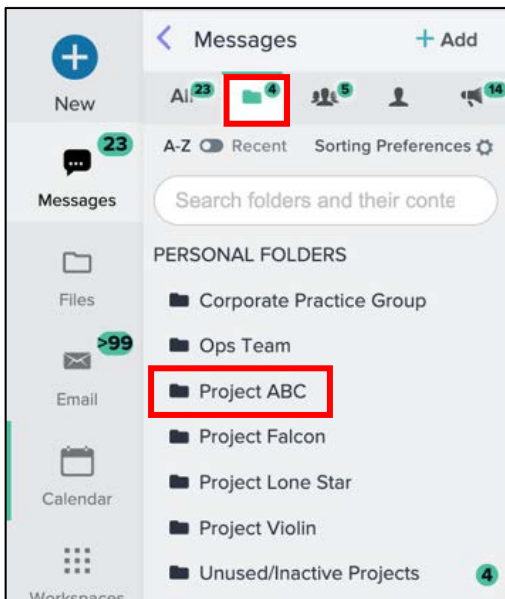 New
23
Messages
Files
>99
Email
Calendar
Workspaces
Messages
+ Add
23
4
5
14
A-Z Recent Sorting Preferences
Search folders and their conte
PERSONAL FOLDERS
Corporate Practice Group
Ops Team
Project ABC
Project Falcon
Project Lone Star
Project Violin
Unused/Inactive Projects 4